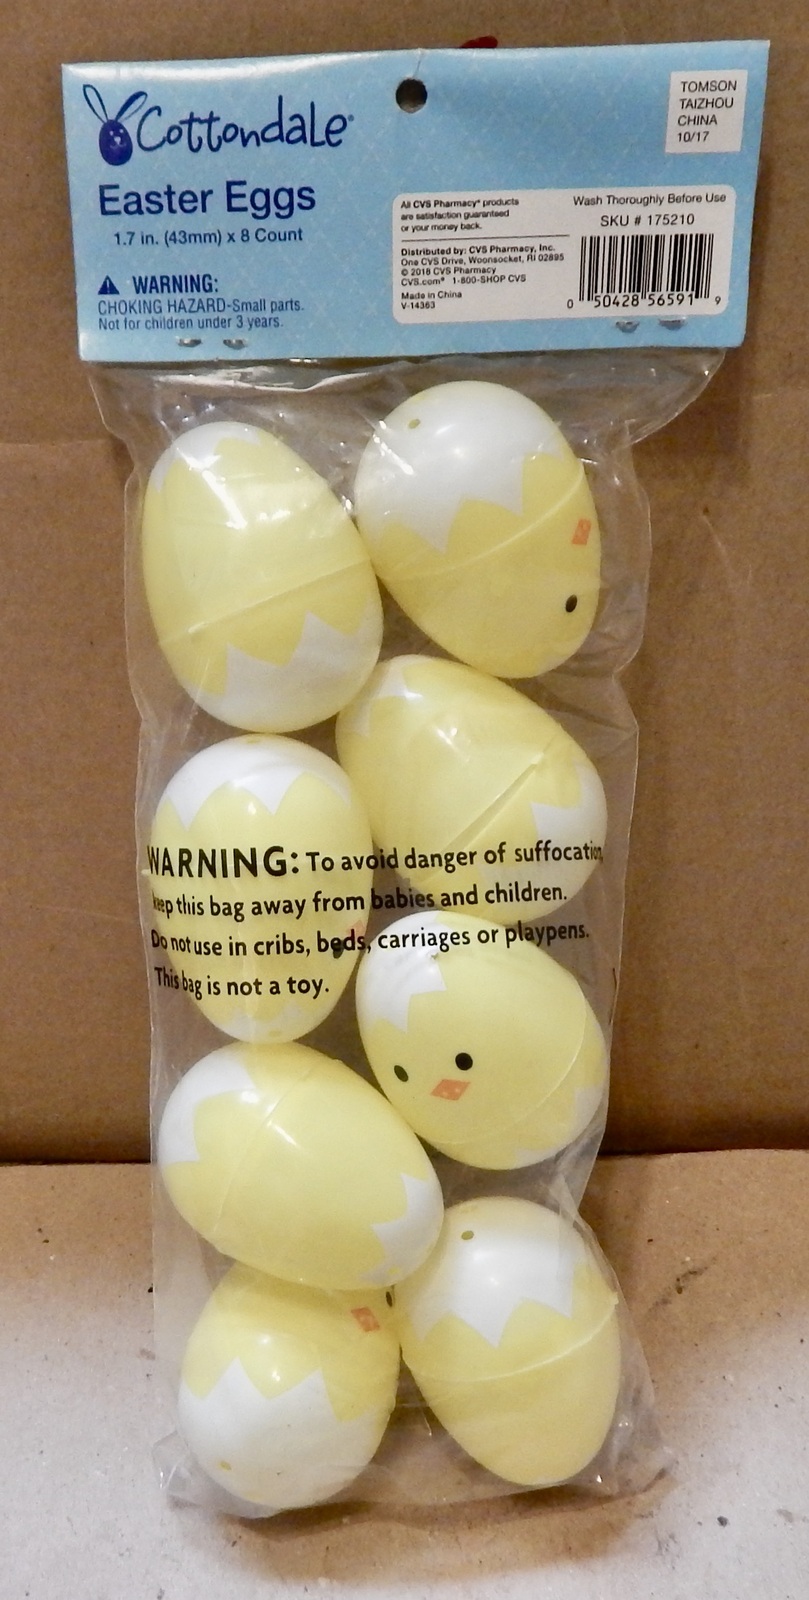 Cottondale®
Easter Eggs
1.7 in. (43mm) x 8 Count
WARNING:
CHOKING HAZARD-Small parts.
Not for children under 3 years.
TOMSON
TAIZHOU
CHINA
10/17
All CVS Pharmacy® products
are satisfaction guaranteed
or your money back.
Distributed by: CVS Pharmacy, Inc.
One CVS Drive, Woonsocket, RI 02895
© 2018 CVS Pharmacy
CVS.com® 1-800-SHOP CVS
Made in China
V-14363
Wash Thoroughly Before Use
SKU # 175210
0 50428 56591 9
WARNING: To avoid danger of suffocation,
keep this bag away from babies and children.
Do not use in cribs, beds, carriages or playpens.
This bag is not a toy.